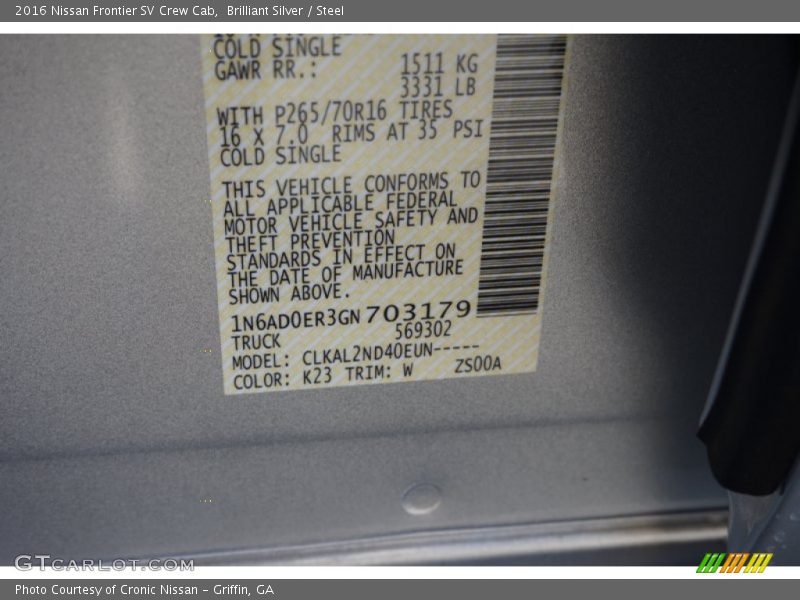 2016 Nissan Frontier SV Crew Cab,  Brilliant Silver / Steel
COLD SINGLE
GAWR RR.: 1511 KG
3331 LB
WITH P265/70R16 TIRES
16 X 7.0 RIMS AT 35 PSI
COLD SINGLE
THIS VEHICLE CONFORMS TO
ALL APPLICABLE FEDERAL
MOTOR VEHICLE SAFETY AND
THEFT PREVENTION
STANDARDS IN EFFECT ON
THE DATE OF MANUFACTURE
SHOWN ABOVE.
1N6AD0ER3GN703179
TRUCK 569302
MODEL: CLKAL2ND40EUN-----
COLOR: K23 TRIM: W ZS00A
GTCARLOT.COM
Photo Courtesy of Cronic Nissan - Griffin, GA